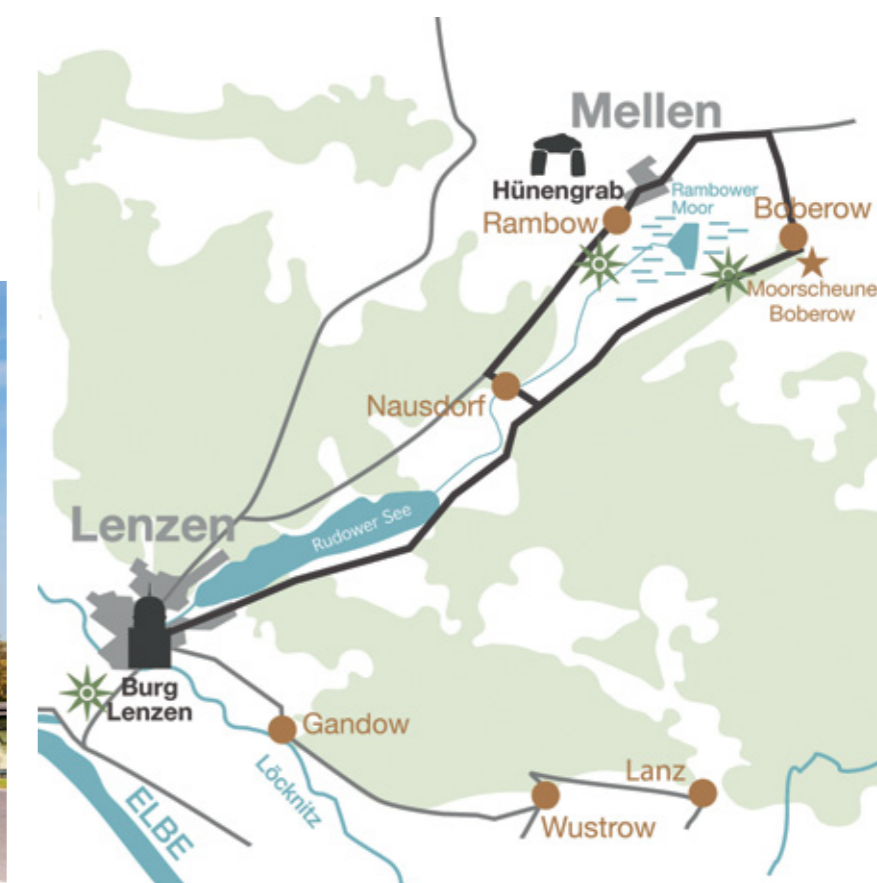 Mellen
Hünengrab
Rambow
Rambower
Moor
Boberow
Moorscheune
Boberow
Nausdorf
Lenzen
Rudower See
Burg
Lenzen
Gandow
Löcknitz
ELBE
Lanz
Wustrow